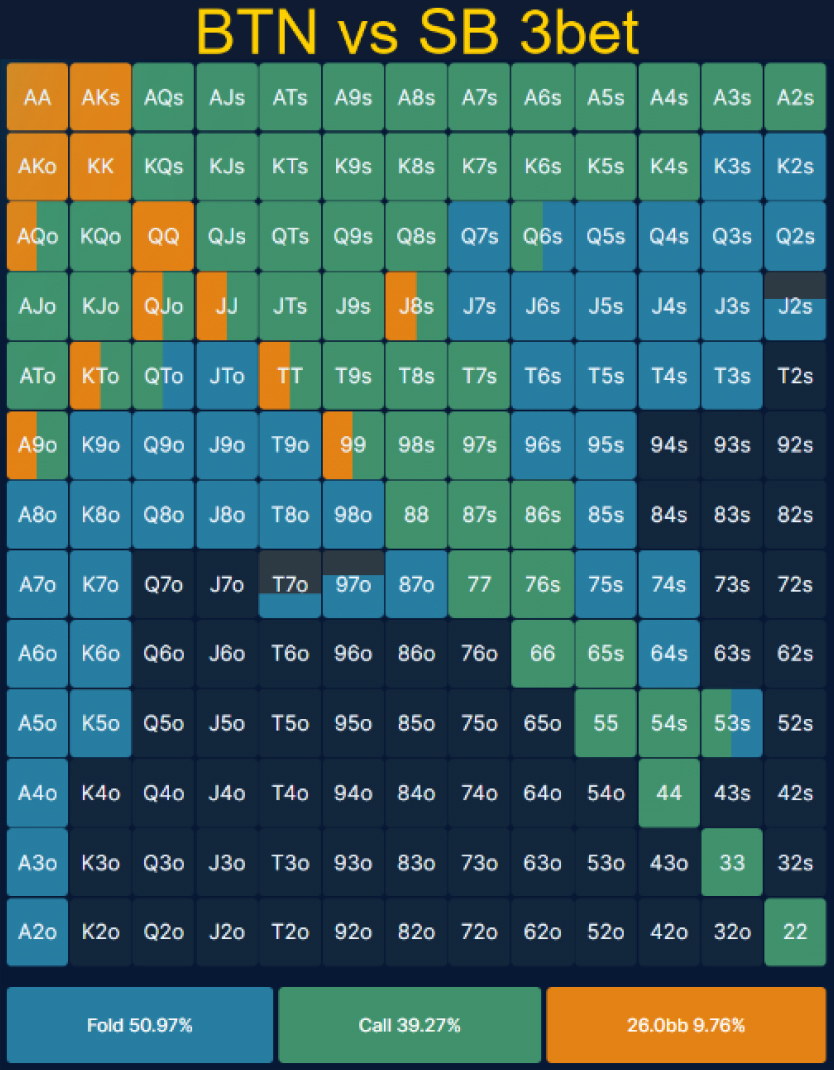 BTN vs SB 3bet
AA AKs AQs AJs ATs A9s A8s A7s A6s A5s A4s A3s A2s
AKo KK KQs KJs KTs K9s K8s K7s K6s K5s K4s K3s K2s
AQo KQo QQ QJs QTs Q9s Q8s Q7s Q6s Q5s Q4s Q3s Q2s
AJo KJo QJo JJ JTs J9s J8s J7s J6s J5s J4s J3s J2s
ATo KTo QTo JTo TT T9s T8s T7s T6s T5s T4s T3s T2s
A9o K9o Q9o J9o T9o 99 98s 97s 96s 95s 94s 93s 92s
A8o K8o Q8o J8o T8o 98o 88 87s 86s 85s 84s 83s 82s
A7o K7o Q7o J7o T7o 97o 87o 77 76s 75s 74s 73s 72s
A6o K6o Q6o J6o T6o 96o 86o 76o 66 65s 64s 63s 62s
A5o K5o Q5o J5o T5o 95o 85o 75o 65o 55 54s 53s 52s
A4o K4o Q4o J4o T4o 94o 84o 74o 64o 54o 44 43s 42s
A3o K3o Q3o J3o T3o 93o 83o 73o 63o 53o 43o 33 32s
A2o K2o Q2o J2o T2o 92o 82o 72o 62o 52o 42o 32o 22
Fold 50.97% Call 39.27% 26.0bb 9.76%